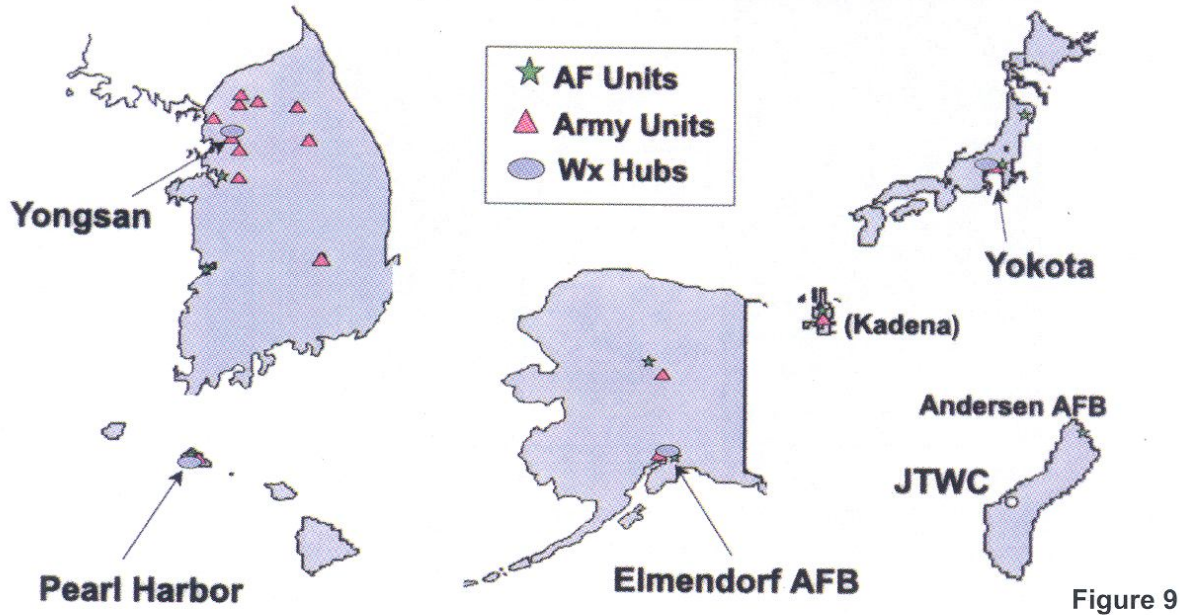 AF Units
Army Units
Wx Hubs
Yongsan
Yokota
(Kadena)
Andersen AFB
JTWC
Pearl Harbor
Elmendorf AFB
Figure 9